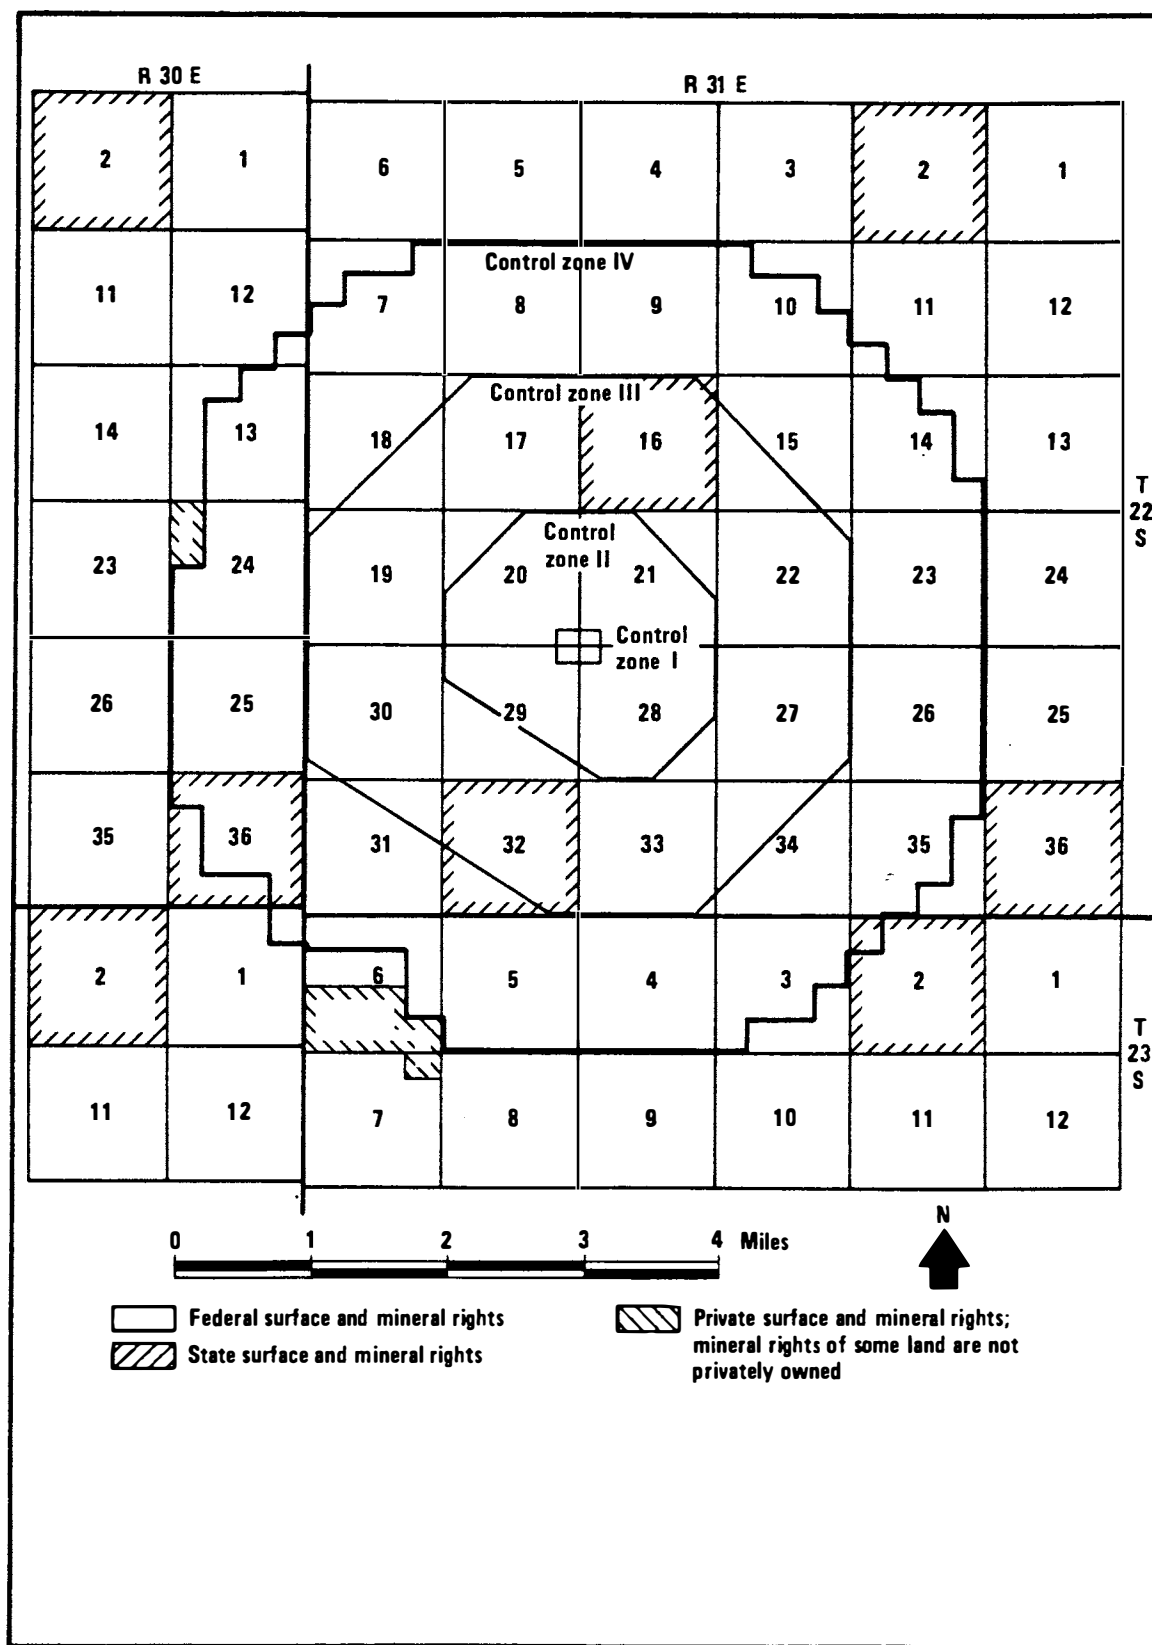 R 30 E
R 31 E
2 1 6 5 4 3 2 1
Control zone IV
11 12 7 8 9 10 11 12
Control zone III
14 13 18 17 16 15 14 13
T
22
S
Control
zone II
23 24 19 20 21 22 23 24
Control
zone I
26 25 30 29 28 27 26 25
35 36 31 32 33 34 35 36
2 1 6 5 4 3 2 1
T
23
S
11 12 7 8 9 10 11 12
N
0 1 2 3 4 Miles
Federal surface and mineral rights
State surface and mineral rights
Private surface and mineral rights;
mineral rights of some land are not
privately owned